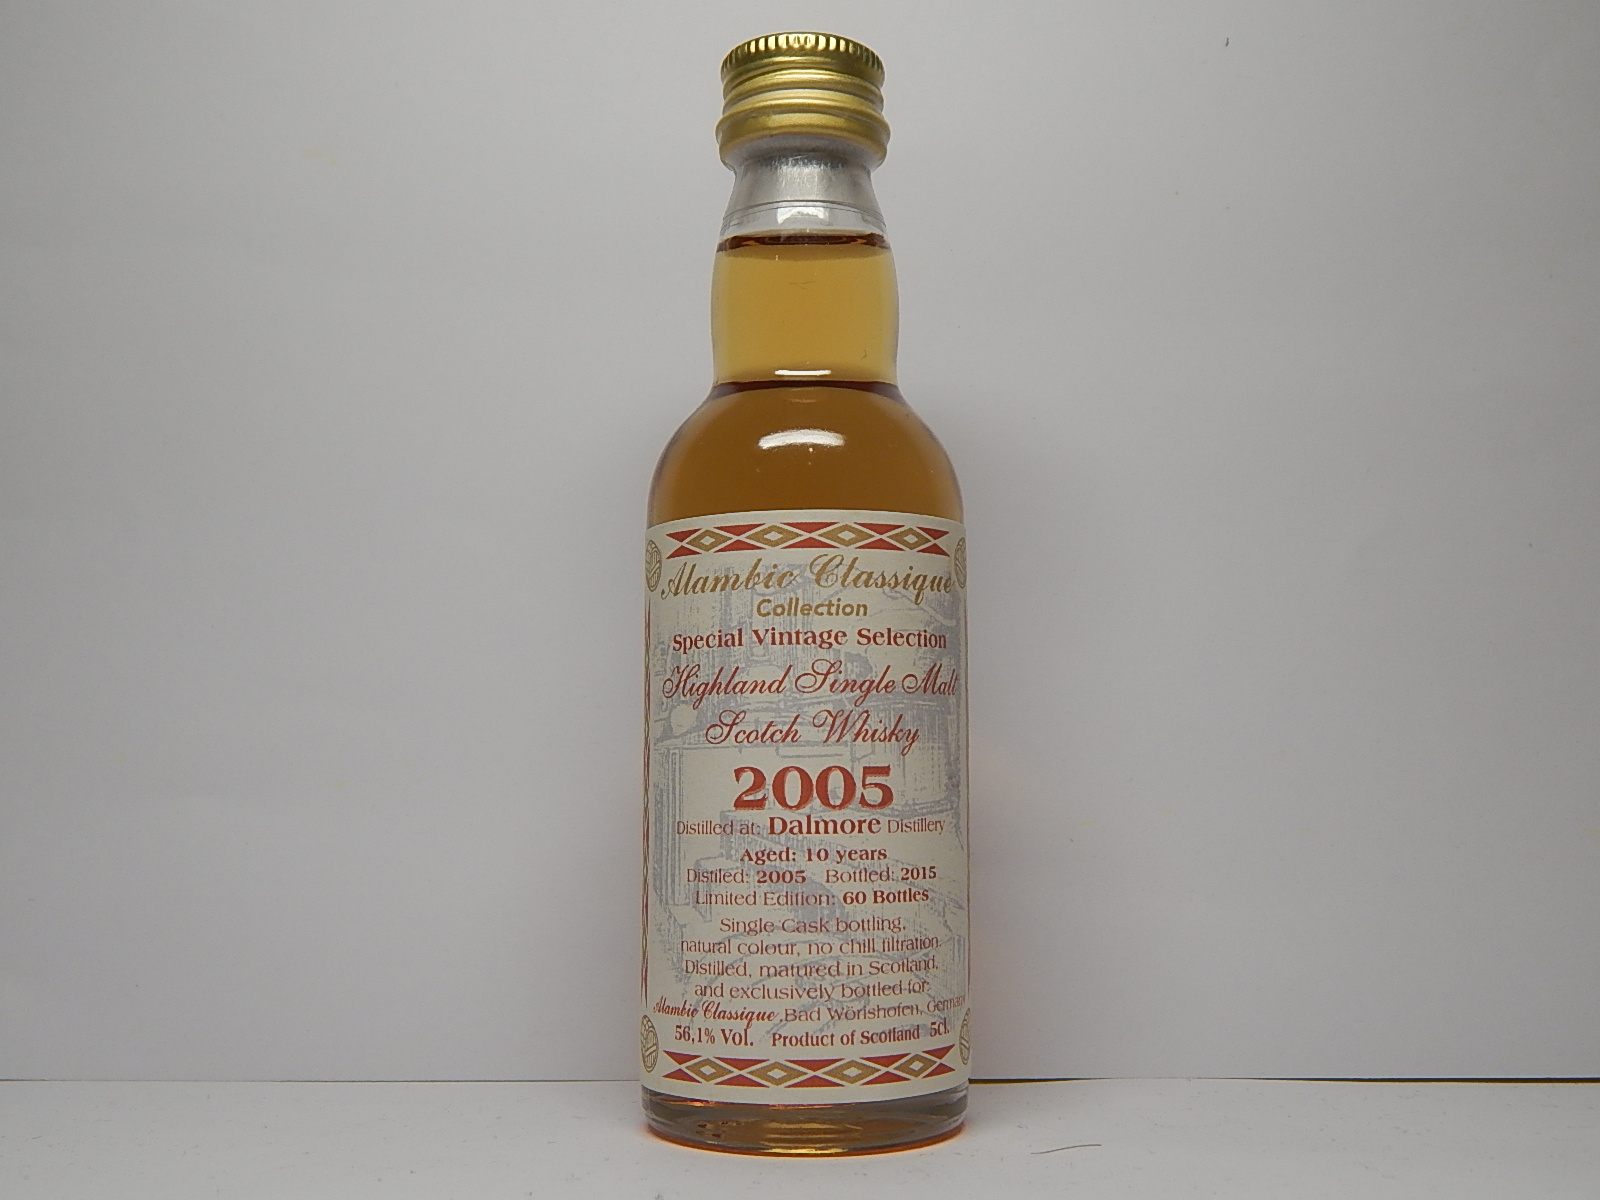 Alambic Classique
Collection
Special Vintage Selection
Highland Single Malt
Scotch Whisky
2005
Distilled at: Dalmore Distillery
Aged: 10 years
Distilled: 2005 Bottled: 2015
Limited Edition: 60 Bottles
Single Cask bottling,
natural colour, no chill filtration.
Distilled, matured in Scotland,
and exclusively bottled for:
Alambic Classique, Bad Wörishofen, Germany
56,1% Vol. Product of Scotland 5cl.